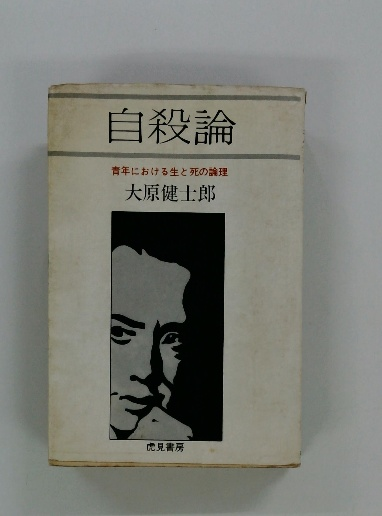 自殺論
青年における生と死の論理
大原健士郎
虎見書房